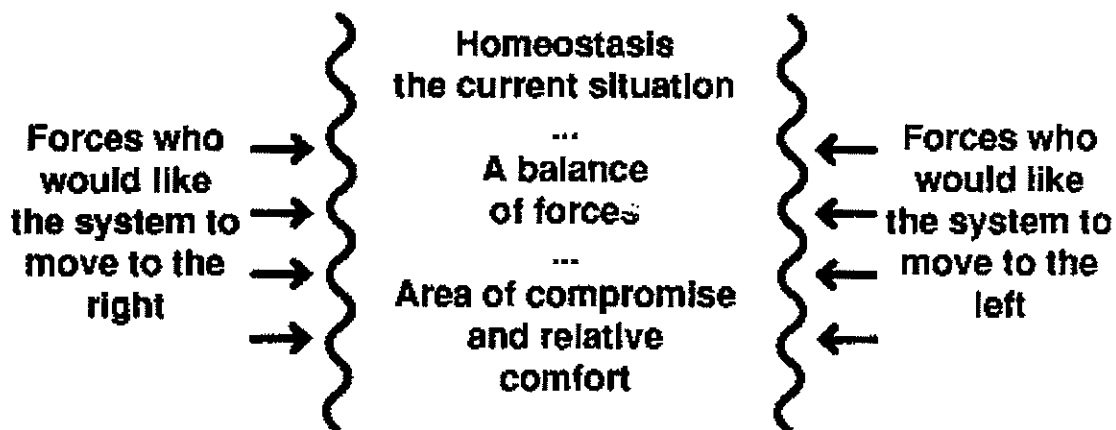 Homeostasis
the current situation
...
A balance
of forces
...
Area of compromise
and relative
comfort
Forces who
would like
the system to
move to the
right
Forces who
would like
the system to
move to the
left